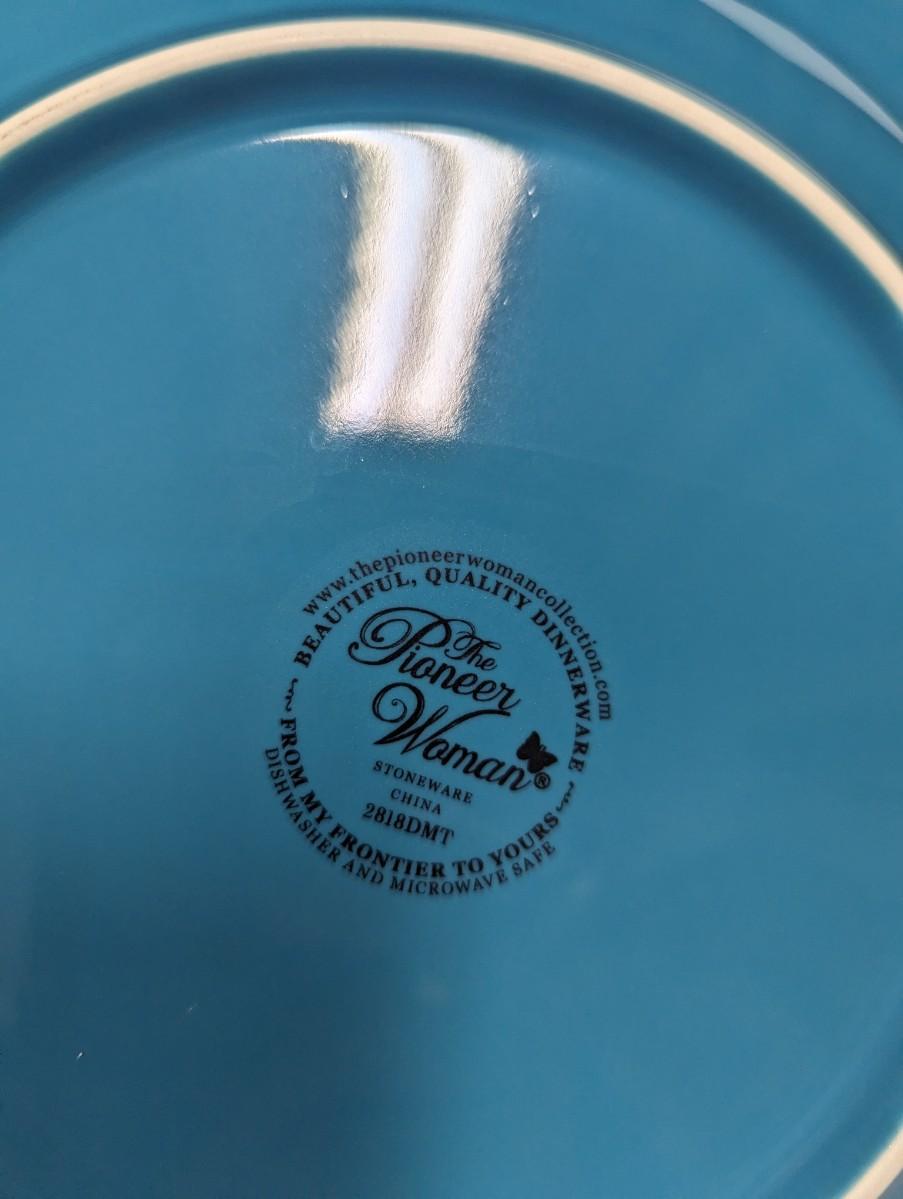 www.thepioneerwomancollection.com
BEAUTIFUL, QUALITY DINNERWARE
The
Pioneer
Woman®
STONEWARE
CHINA
2818DMT
FROM MY FRONTIER TO YOURS
DISHWASHER AND MICROWAVE SAFE